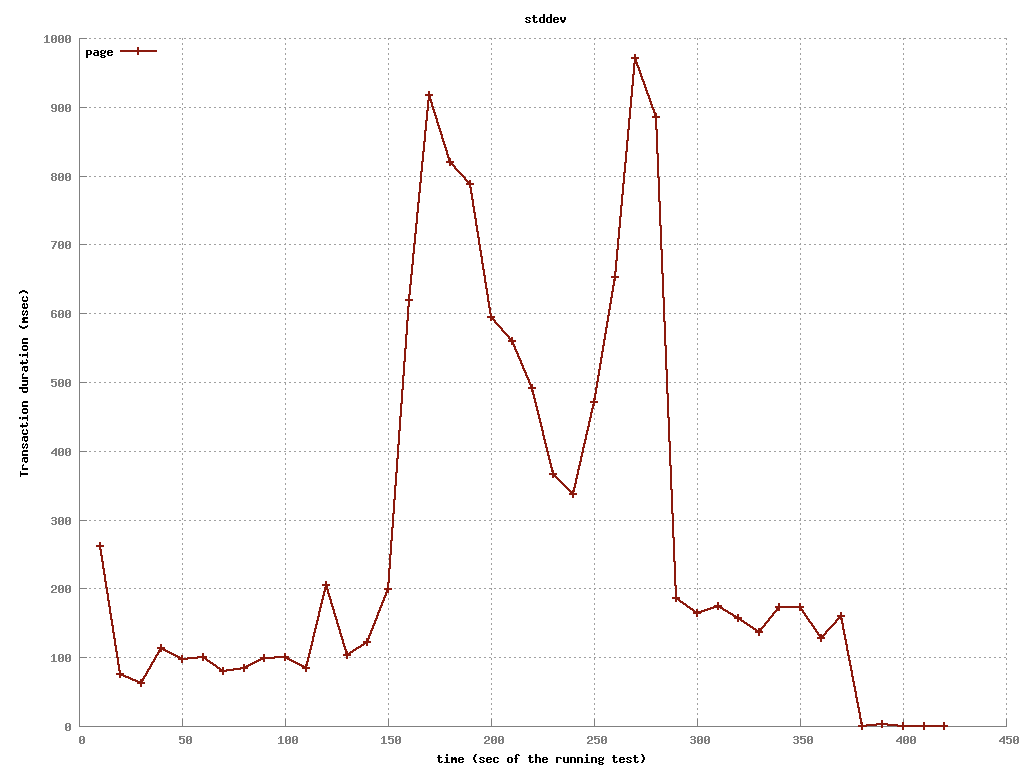 stddev
page
1000
900
800
700
600
500
400
300
200
100
0
Transaction duration (msec)
0 50 100 150 200 250 300 350 400 450
time (sec of the running test)